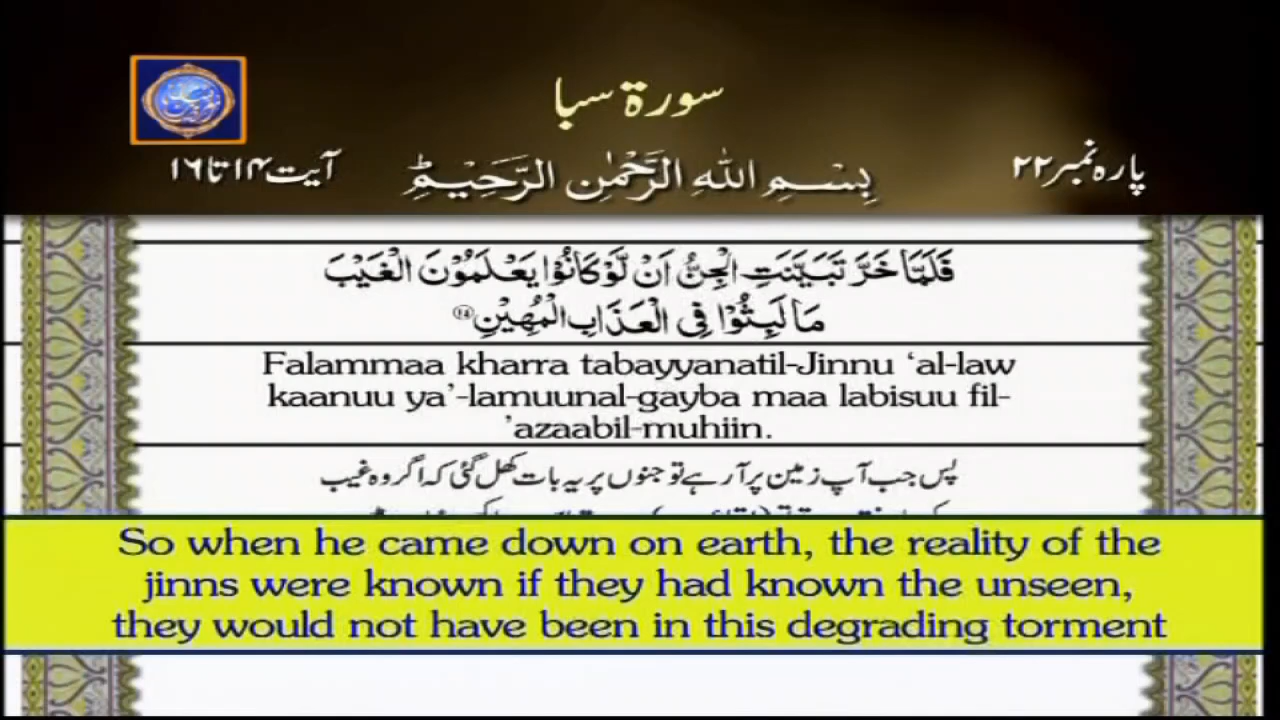 سورۃ سبا
پارہ نمبر ۲۲ بِسْمِ اللهِ الرَّحْمٰنِ الرَّحِيْمِ آیت ۱۴ تا ۱۶
فَلَمَّا خَرَّ تَبَيَّنَتِ الْجِنُّ اَنْ لَّوْ كَانُوْا يَعْلَمُوْنَ الْغَيْبَ
مَا لَبِثُوْا فِى الْعَذَابِ الْمُهِيْنِ ۝۱۴
Falammaa kharra tabayyanatil-Jinnu ‘al-law
kaanuu ya’-lamuunal-gayba maa labisuu fil-
’azaabil-muhiin.
پس جب آپ زمین پر آ رہے تو جنوں پر یہ بات کھل گئی کہ اگر وہ غیب
So when he came down on earth, the reality of the
jinns were known if they had known the unseen,
they would not have been in this degrading torment